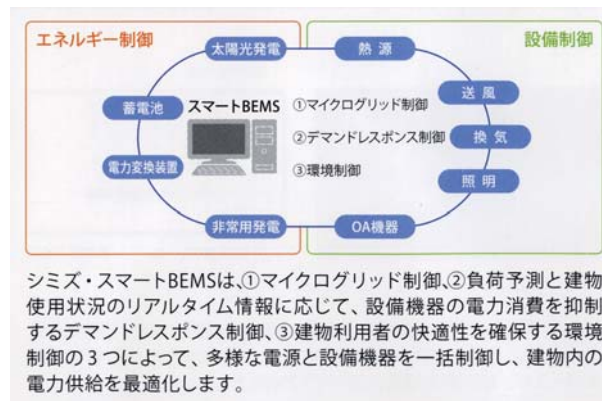 エネルギー制御
設備制御
太陽光発電
熱 源
蓄電池
スマートBEMS
①マイクログリッド制御
送 風
②デマンドレスポンス制御
換 気
電力変換装置
③環境制御
照 明
非常用発電
OA機器
シミズ・スマートBEMSは、①マイクログリッド制御、②負荷予測と建物
使用状況のリアルタイム情報に応じて、設備機器の電力消費を抑制
するデマンドレスポンス制御、③建物利用者の快適性を確保する環境
制御の3つによって、多様な電源と設備機器を一括制御し、建物内の
電力供給を最適化します。